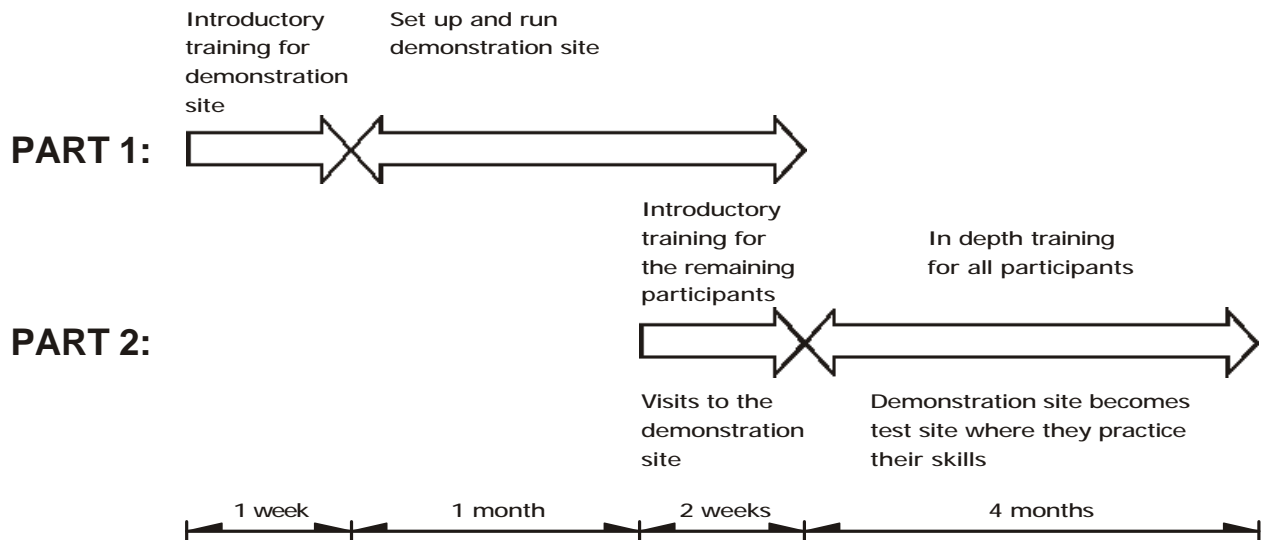 Introductory
training for
demonstration
site
Set up and run
demonstration site
PART 1:
Introductory
training for
the remaining
participants
In depth training
for all participants
PART 2:
Visits to the
demonstration
site
Demonstration site becomes
test site where they practice
their skills
1 week
1 month
2 weeks
4 months